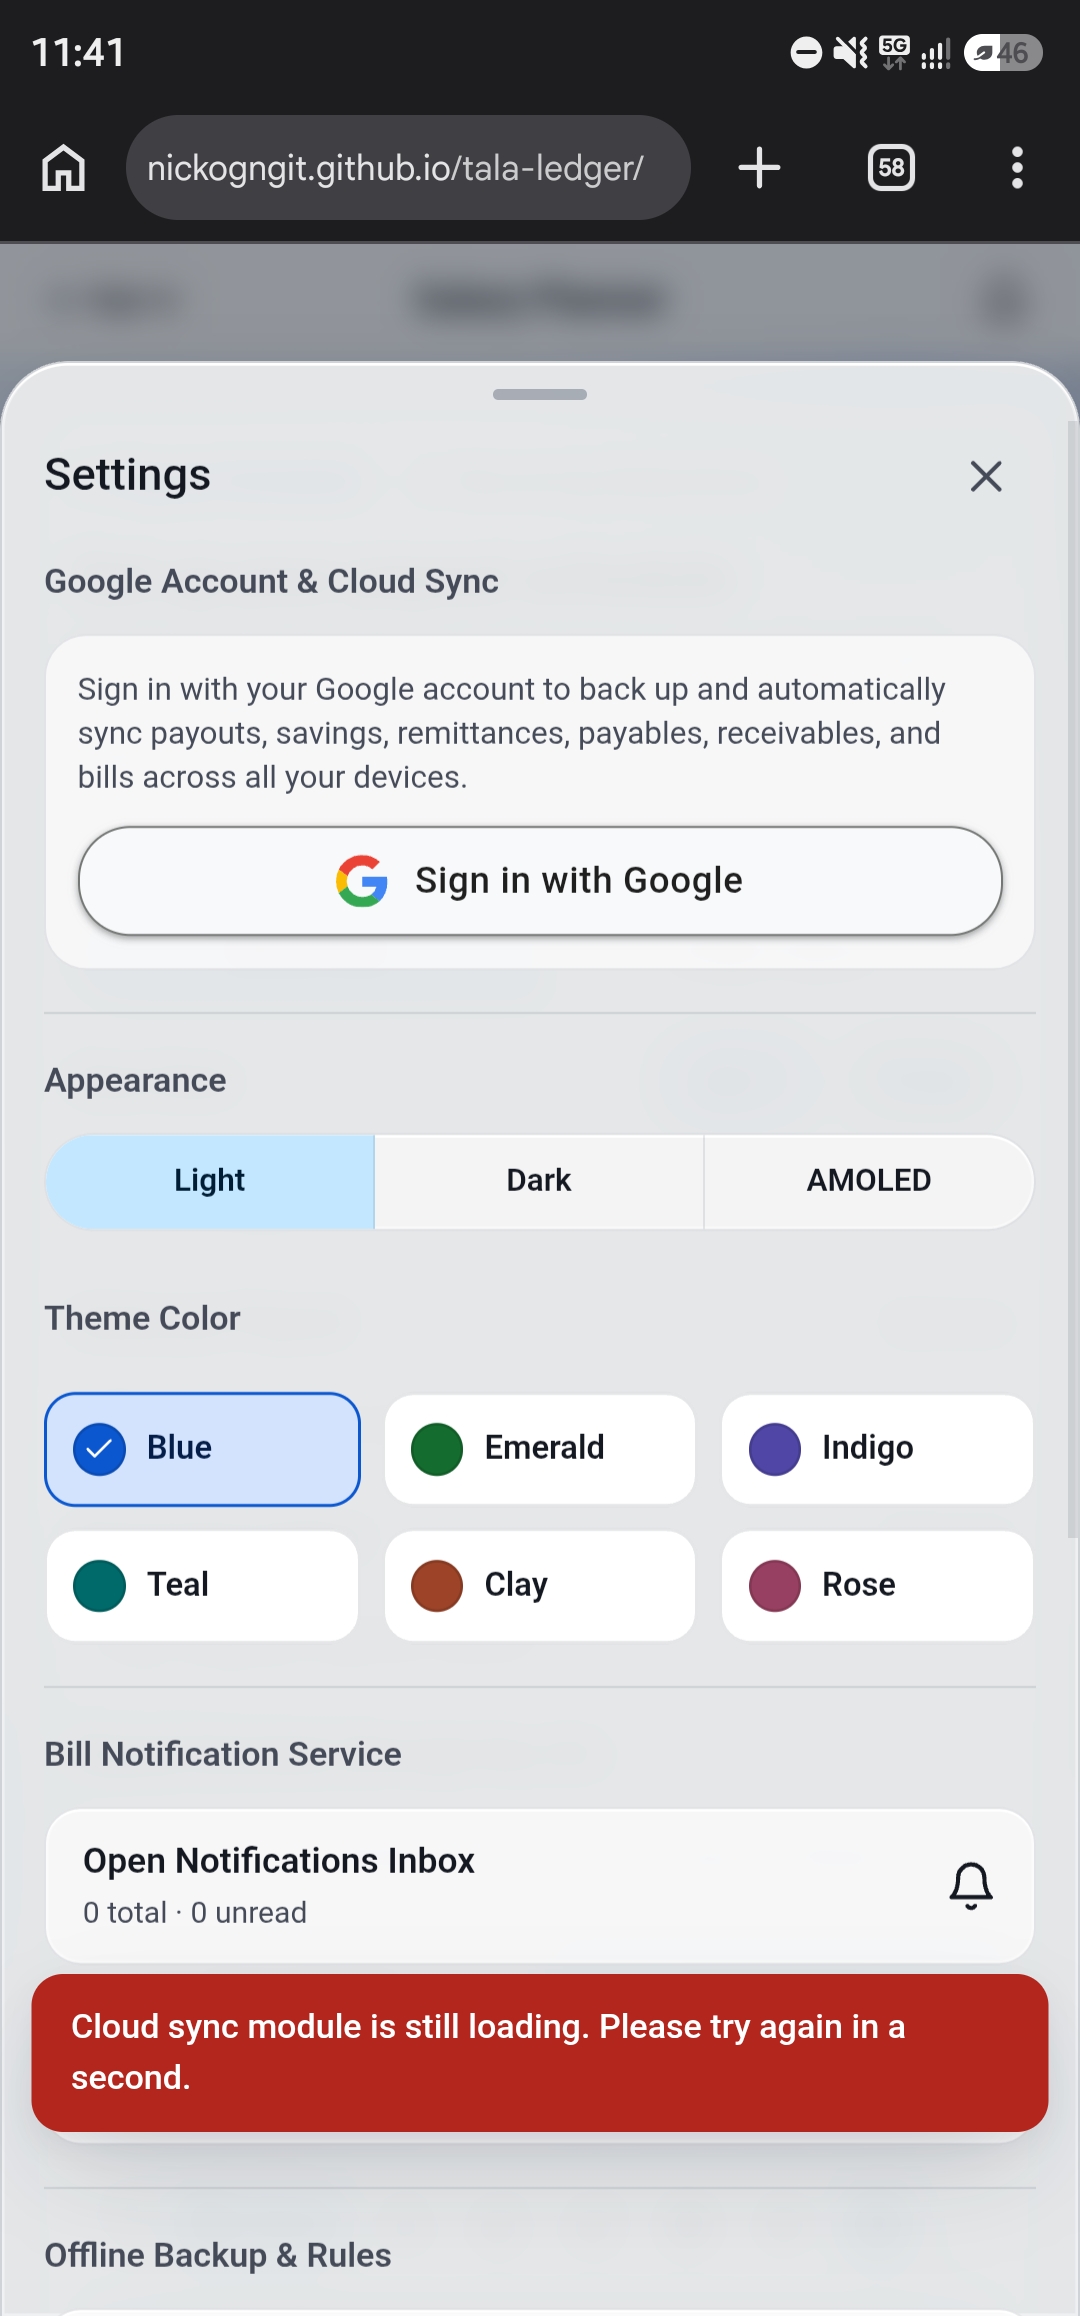 11:41
5G
46
nickogngit.github.io/tala-ledger/
58
Settings
Google Account & Cloud Sync
Sign in with your Google account to back up and automatically
sync payouts, savings, remittances, payables, receivables, and
bills across all your devices.
Sign in with Google
Appearance
Light
Dark
AMOLED
Theme Color
Blue
Emerald
Indigo
Teal
Clay
Rose
Bill Notification Service
Open Notifications Inbox
0 total · 0 unread
Cloud sync module is still loading. Please try again in a
second.
Offline Backup & Rules